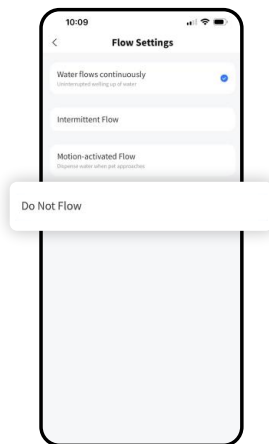 10:09
Flow Settings
Water flows continuously
Uninterrupted welling up of water
Intermittent Flow
Motion-activated Flow
Dispense water when pet approaches
Do Not Flow